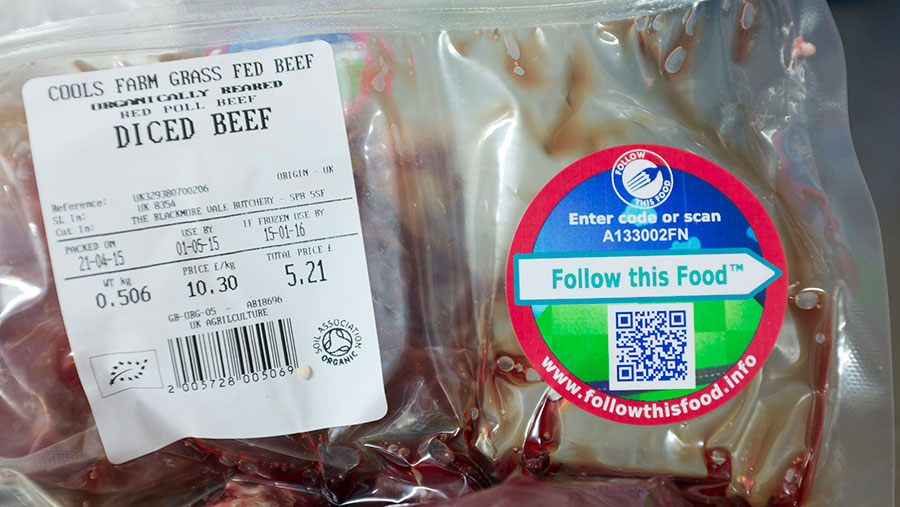 COOLS FARM GRASS FED BEEF
ORGANICALLY REARED
RED POLL BEEF
DICED BEEF
ORIGIN - UK
Reference: UK329380700206
SL In: UK 8354
Cut In: THE BLACKMORE VALE BUTCHERY - SP8 5SF
PACKED ON USE BY IF FROZEN USE BY
21-04-15 01-05-15 15-01-16
WT kg PRICE £/kg TOTAL PRICE £
0.506 10.30 5.21
GB-ORG-05 - AB18696
UK AGRILCULTURE
2 005728 005069
SOIL ASSOCIATION
ORGANIC
FOLLOW
THIS FOOD
Enter code or scan
A133002FN
Follow this Food™
www.followthisfood.info